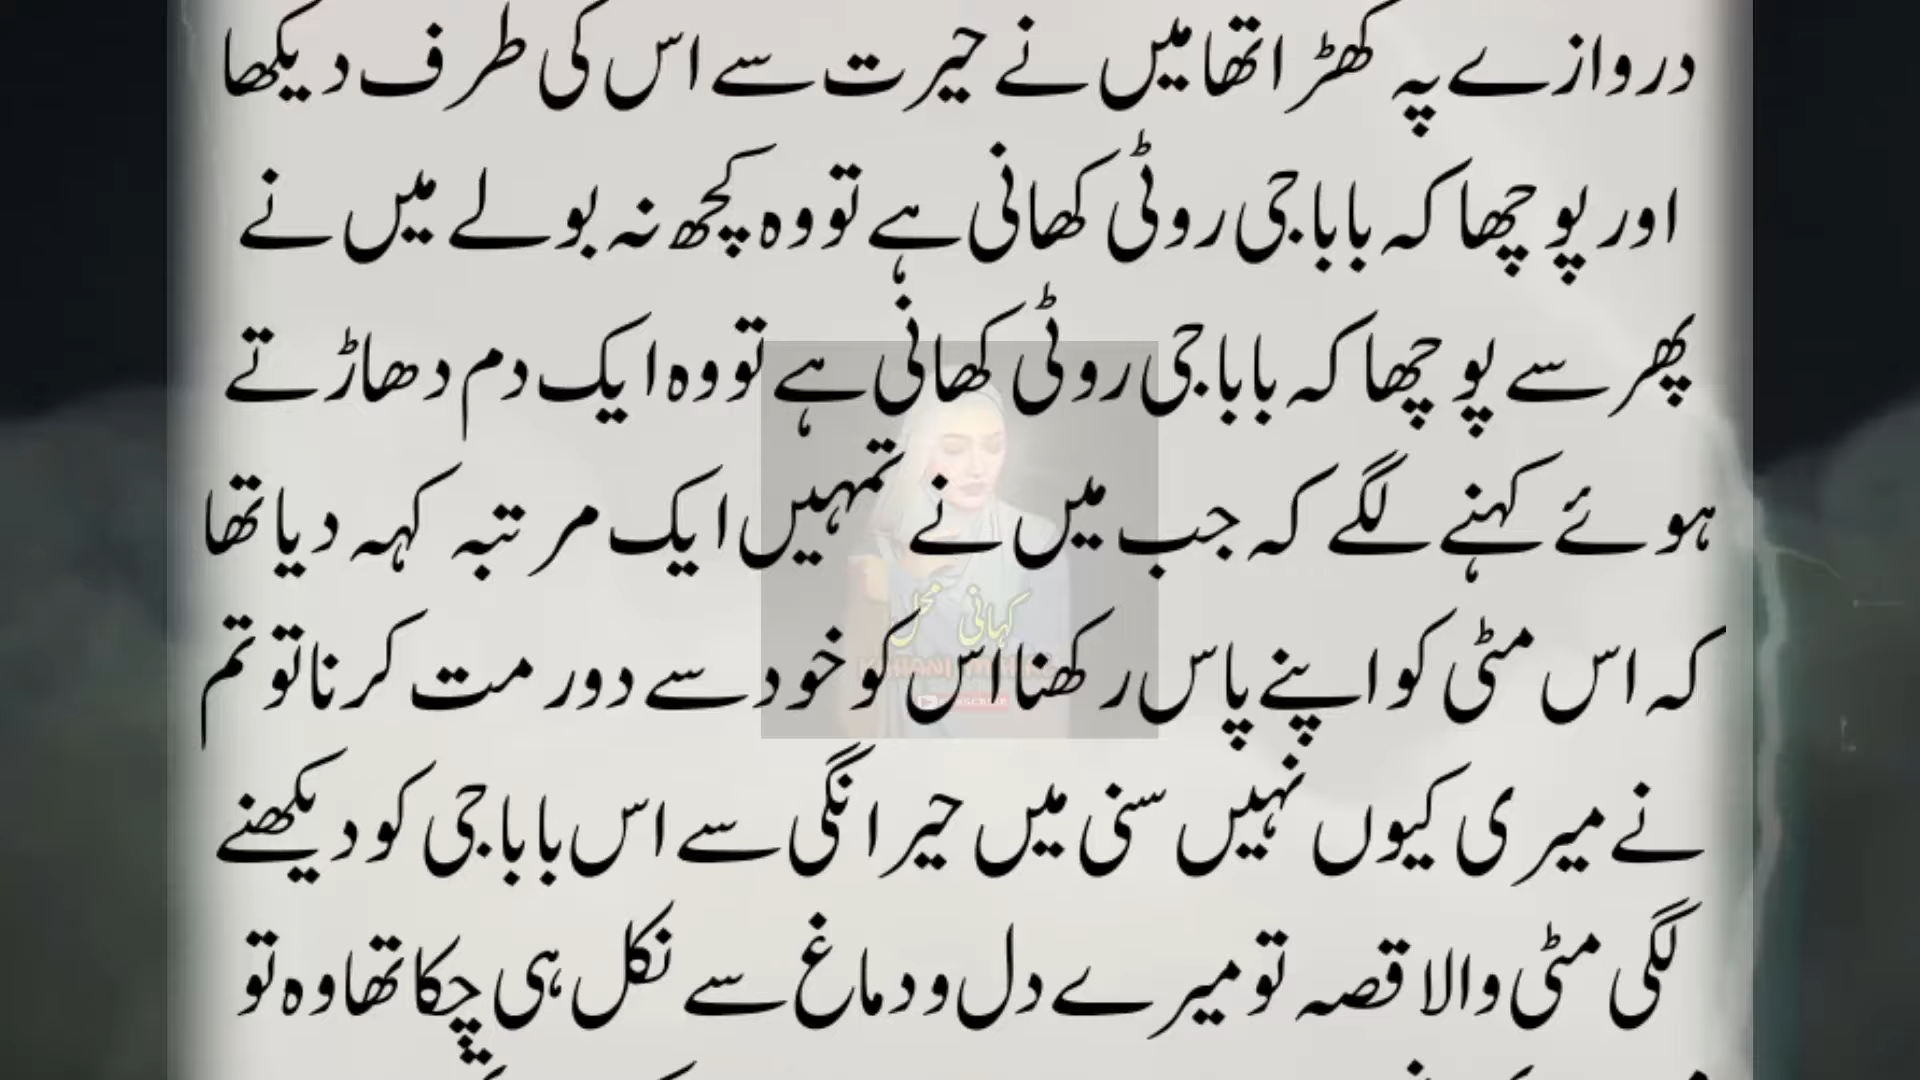 دروازے پہ کھڑا تھا میں نے حیرت سے اس کی طرف دیکھا
اور پوچھا کہ بابا جی روٹی کھانی ہے تو وہ کچھ نہ بولے میں نے
پھر سے پوچھا کہ بابا جی روٹی کھانی ہے تو وہ ایک دم دھاڑتے
ہوئے کہنے لگے کہ جب میں نے تمہیں ایک مرتبہ کہہ دیا تھا
کہ اس مٹی کو اپنے پاس رکھنا اس کو خود سے دور مت کرنا تو تم
نے میری کیوں نہیں سنی میں حیرانگی سے اس بابا جی کو دیکھنے
لگی مٹی والا قصہ تو میرے دل و دماغ سے نکل ہی چکا تھا وہ تو
کہانی محل